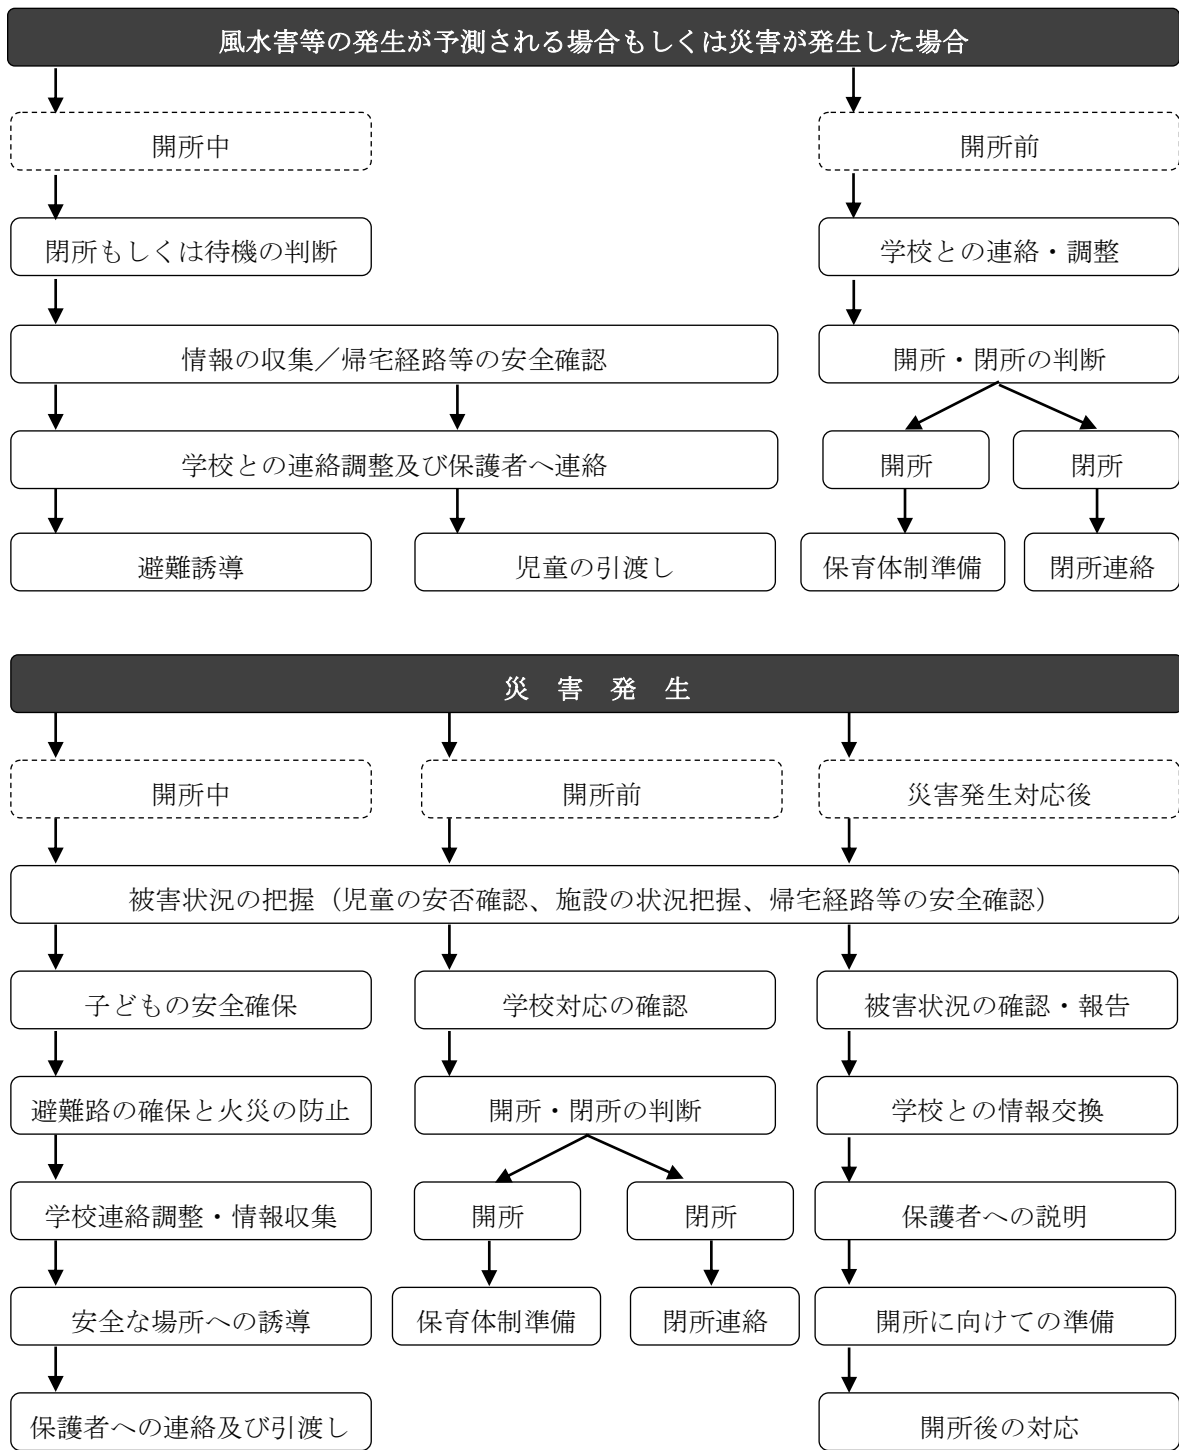 風水害等の発生が予測される場合もしくは災害が発生した場合
開所中
開所前
閉所もしくは待機の判断
学校との連絡・調整
情報の収集／帰宅経路等の安全確認
開所・閉所の判断
学校との連絡調整及び保護者へ連絡
開所
閉所
避難誘導
児童の引渡し
保育体制準備
閉所連絡
災　害　発　生
開所中
開所前
災害発生対応後
被害状況の把握（児童の安否確認、施設の状況把握、帰宅経路等の安全確認）
子どもの安全確保
学校対応の確認
被害状況の確認・報告
避難路の確保と火災の防止
開所・閉所の判断
学校との情報交換
学校連絡調整・情報収集
開所
閉所
保護者への説明
安全な場所への誘導
保育体制準備
閉所連絡
開所に向けての準備
保護者への連絡及び引渡し
開所後の対応